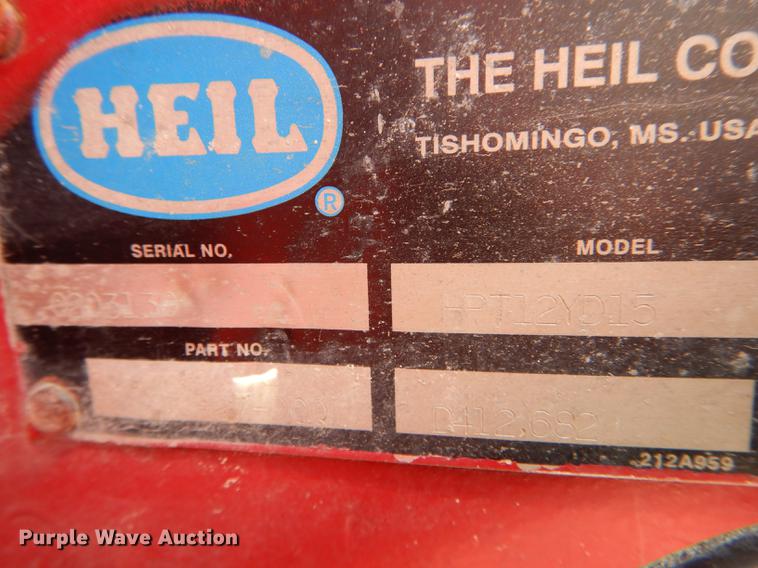 HEIL
®
THE HEIL CO
TISHOMINGO, MS. USA
SERIAL NO.
MODEL
HPT12YD15
PART NO.
D412,682
212A959
Purple Wave Auction